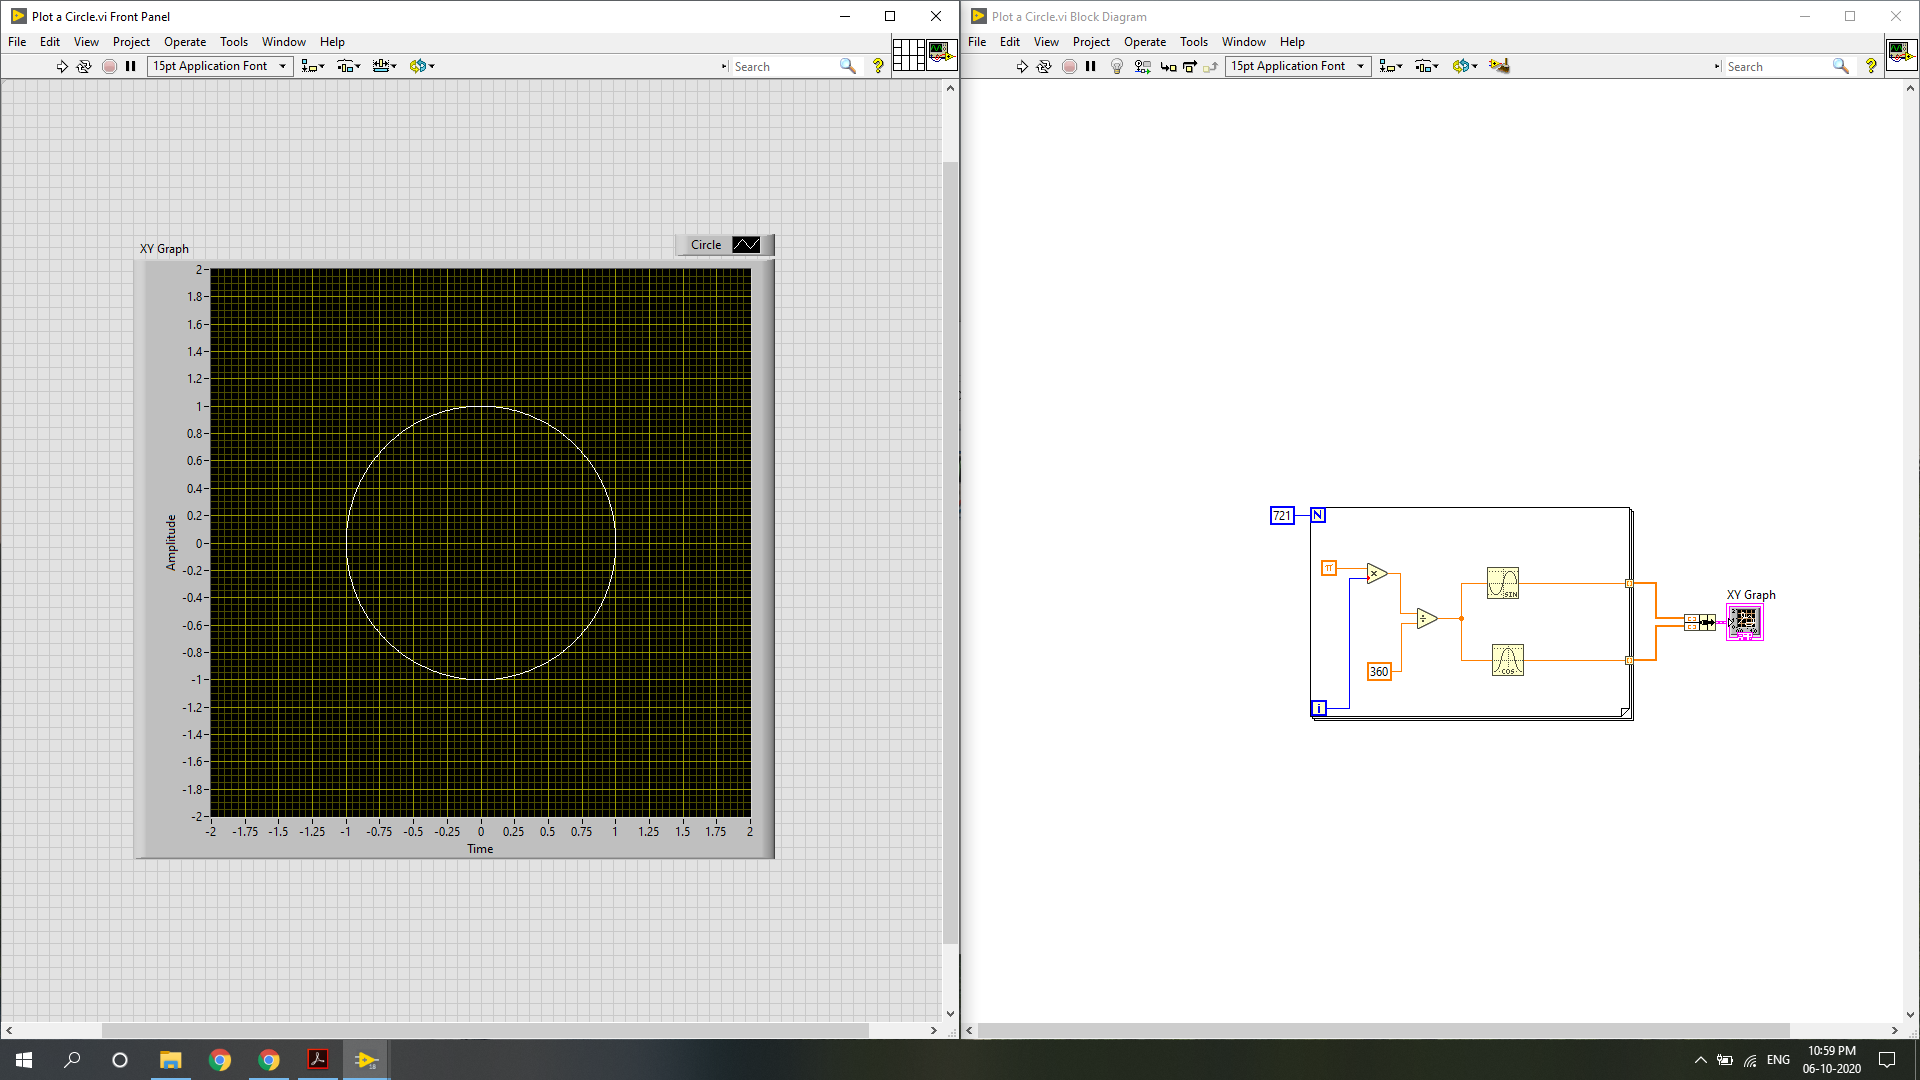 Plot a Circle.vi Front Panel
File Edit View Project Operate Tools Window Help
15pt Application Font
Search
?
XY Graph
Circle
2
1.8
1.6
1.4
1.2
1
0.8
0.6
0.4
0.2
0
-0.2
-0.4
-0.6
-0.8
-1
-1.2
-1.4
-1.6
-1.8
-2
Amplitude
-2 -1.75 -1.5 -1.25 -1 -0.75 -0.5 -0.25 0 0.25 0.5 0.75 1 1.25 1.5 1.75 2
Time
Plot a Circle.vi Block Diagram
File Edit View Project Operate Tools Window Help
15pt Application Font
Search
?
721 N
π
×
÷
SIN
360
COS
i
XY Graph
ENG
10:59 PM
06-10-2020